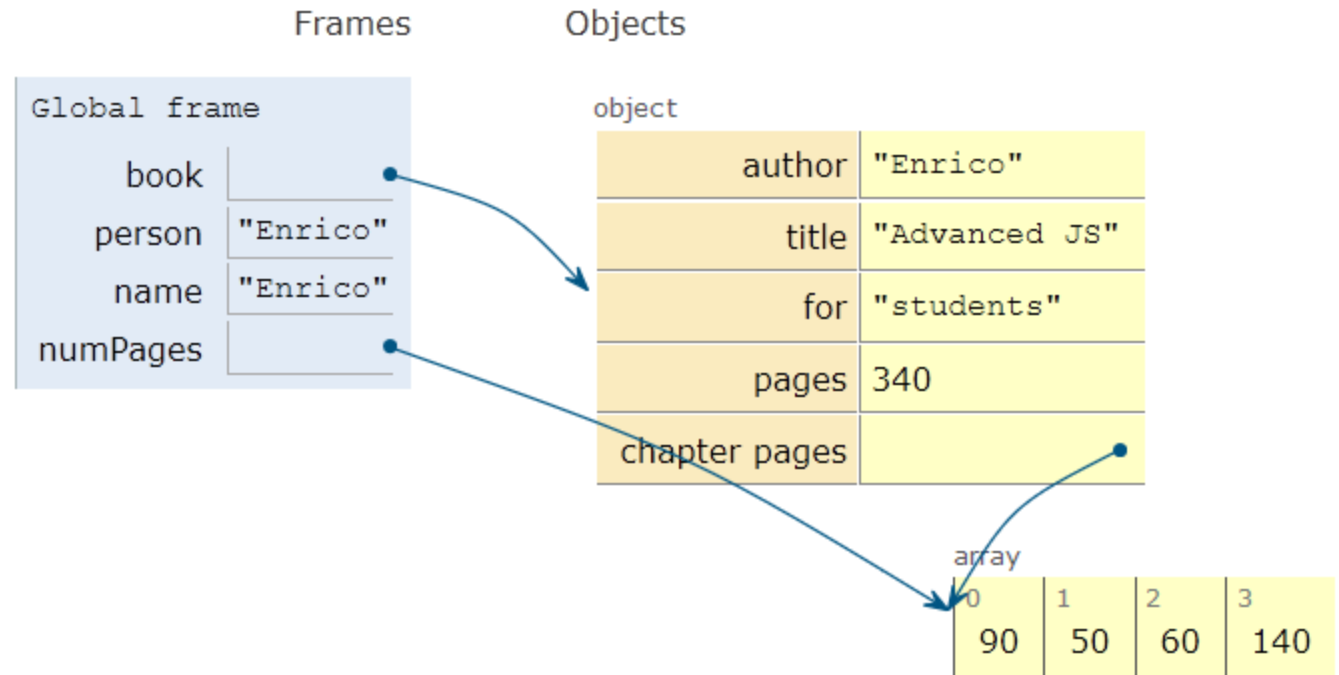 Frames Objects
Global frame
book
person "Enrico"
name "Enrico"
numPages
object
author "Enrico"
title "Advanced JS"
for "students"
pages 340
chapter pages
array
0 1 2 3
90 50 60 140